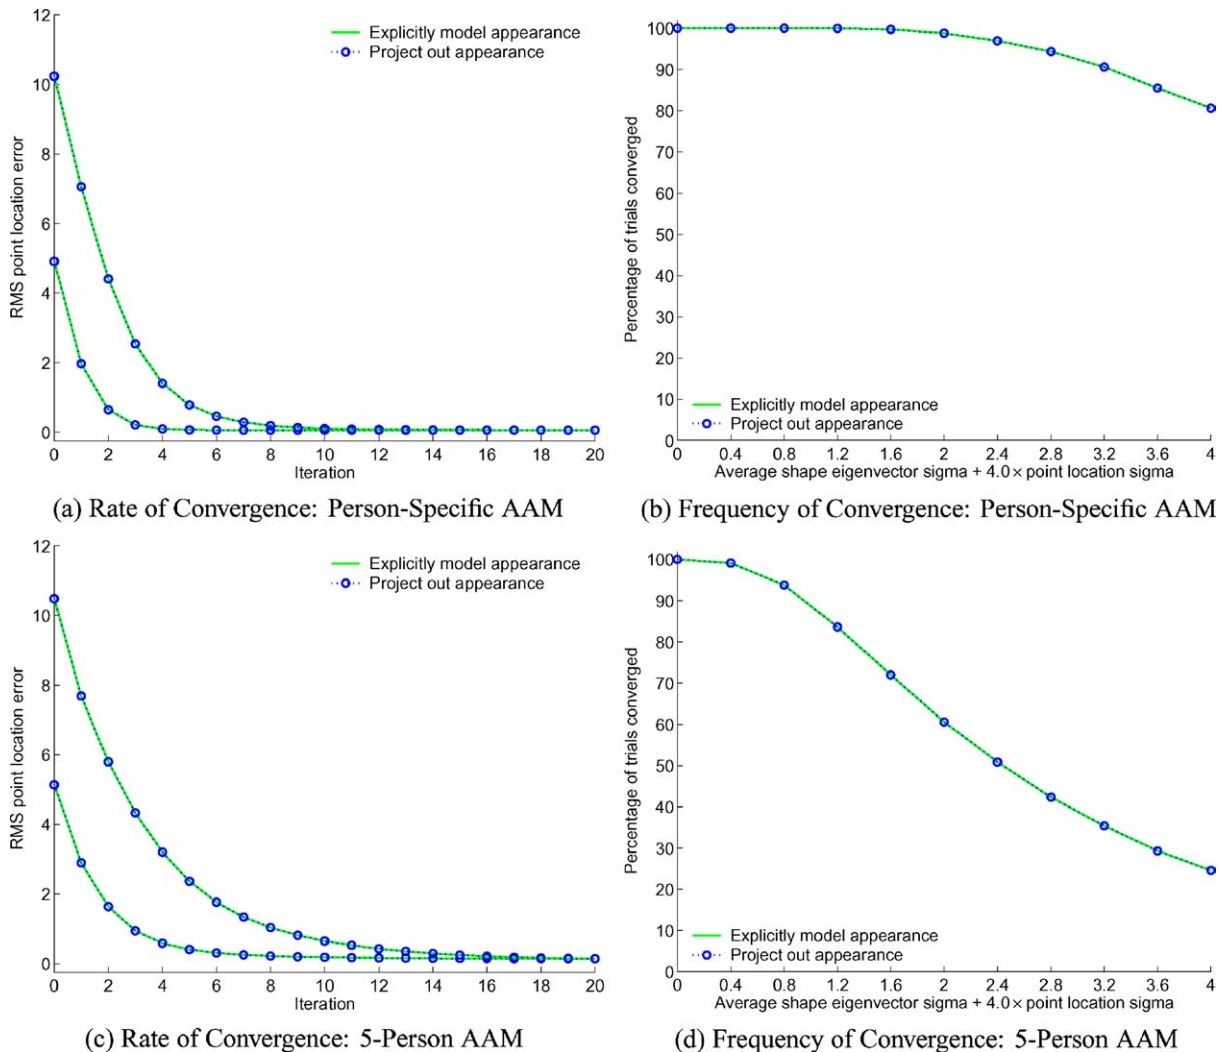 12
10
8
6
4
2
0
RMS point location error
Explicitly model appearance
Project out appearance
0 2 4 6 8 10 12 14 16 18 20
Iteration
(a) Rate of Convergence: Person-Specific AAM
100
90
80
70
60
50
40
30
20
10
0
Percentage of trials converged
Explicitly model appearance
Project out appearance
0 0.4 0.8 1.2 1.6 2 2.4 2.8 3.2 3.6 4
Average shape eigenvector sigma + 4.0 × point location sigma
(b) Frequency of Convergence: Person-Specific AAM
12
10
8
6
4
2
0
RMS point location error
Explicitly model appearance
Project out appearance
0 2 4 6 8 10 12 14 16 18 20
Iteration
(c) Rate of Convergence: 5-Person AAM
100
90
80
70
60
50
40
30
20
10
0
Percentage of trials converged
Explicitly model appearance
Project out appearance
0 0.4 0.8 1.2 1.6 2 2.4 2.8 3.2 3.6 4
Average shape eigenvector sigma + 4.0 × point location sigma
(d) Frequency of Convergence: 5-Person AAM